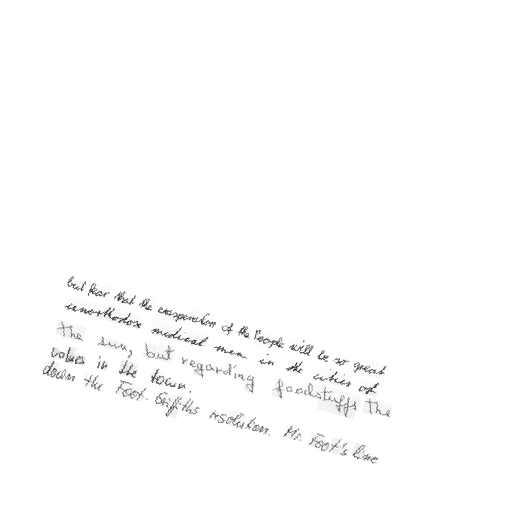 but fear that the exasperation of the People will be so great
unorthodox medical men in the cities of
the sun, but regarding foodstuffs the
values in the town.
down the Foot-Griffiths resolution. Mr. Foot's line